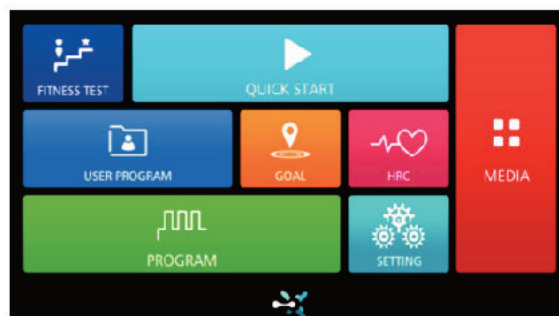 FITNESS TEST
QUICK START
USER PROGRAM
GOAL
HRC
MEDIA
PROGRAM
SETTING